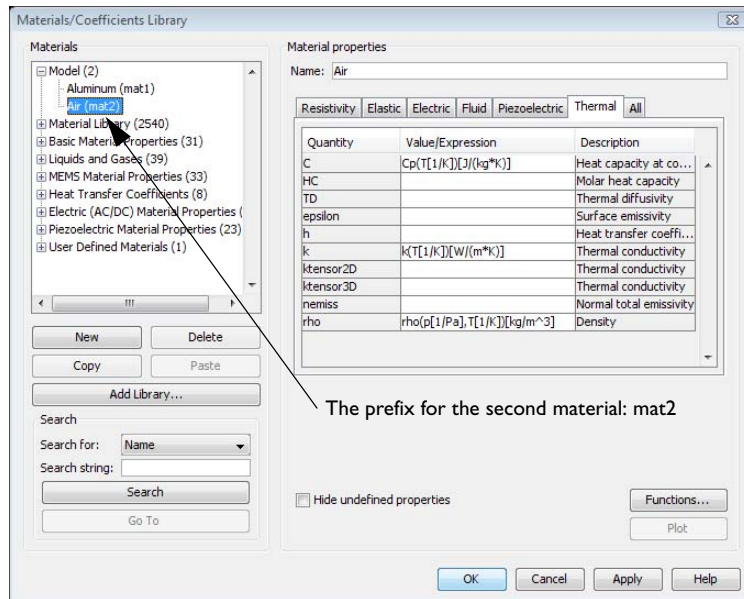 Materials/Coefficients Library
Materials
Model (2)
Aluminum (mat1)
Air (mat2)
Material Library (2540)
Basic Material Properties (31)
Liquids and Gases (39)
MEMS Material Properties (33)
Heat Transfer Coefficients (8)
Electric (AC/DC) Material Properties (
Piezoelectric Material Properties (23)
User Defined Materials (1)
New Delete
Copy Paste
Add Library...
Search
Search for: Name
Search string:
Search
Go To
Material properties
Name: Air
Resistivity Elastic Electric Fluid Piezoelectric Thermal All
Quantity Value/Expression Description
C Cp(T[1/K])[J/(kg*K)] Heat capacity at co...
HC Molar heat capacity
TD Thermal diffusivity
epsilon Surface emissivity
h Heat transfer coeffi...
k k(T[1/K])[W/(m*K)] Thermal conductivity
ktensor2D Thermal conductivity
ktensor3D Thermal conductivity
nemiss Normal total emissivity
rho rho(p[1/Pa],T[1/K])[kg/m^3] Density
The prefix for the second material: mat2
Hide undefined properties Functions...
Plot
OK Cancel Apply Help